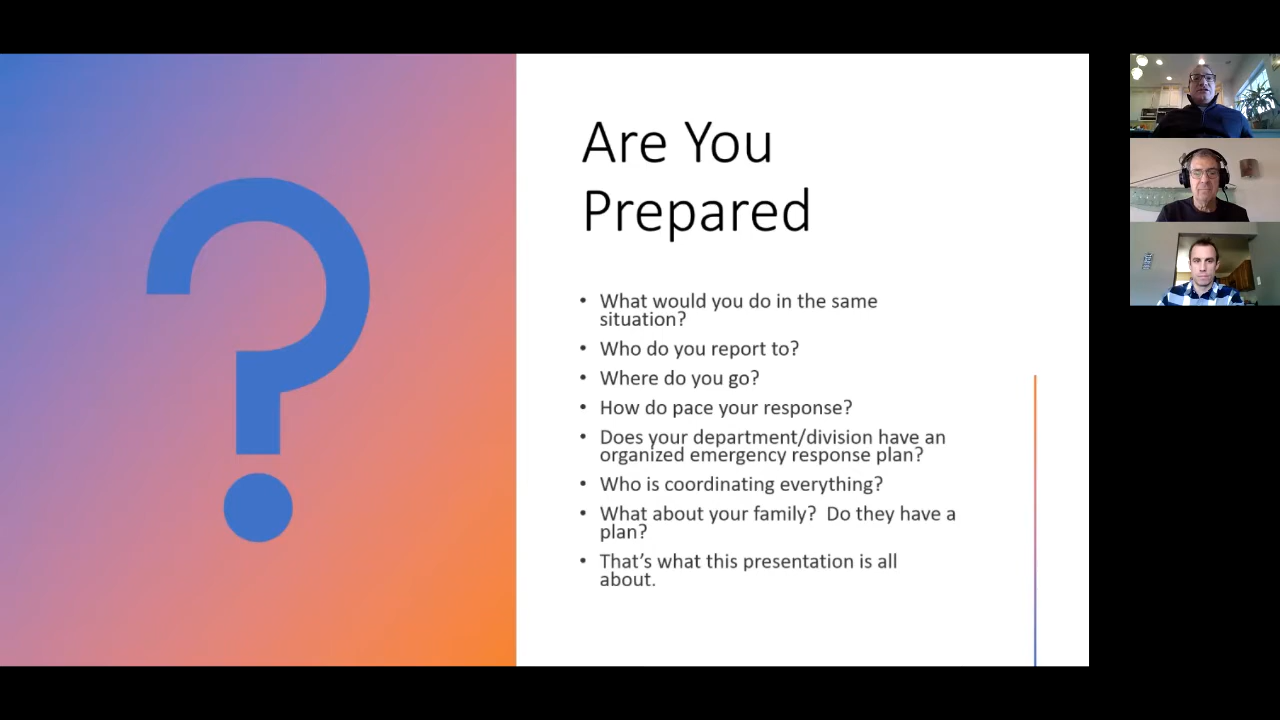 Are You
Prepared
• What would you do in the same
situation?
• Who do you report to?
• Where do you go?
• How do pace your response?
• Does your department/division have an
organized emergency response plan?
• Who is coordinating everything?
• What about your family?  Do they have a
plan?
• That’s what this presentation is all
about.